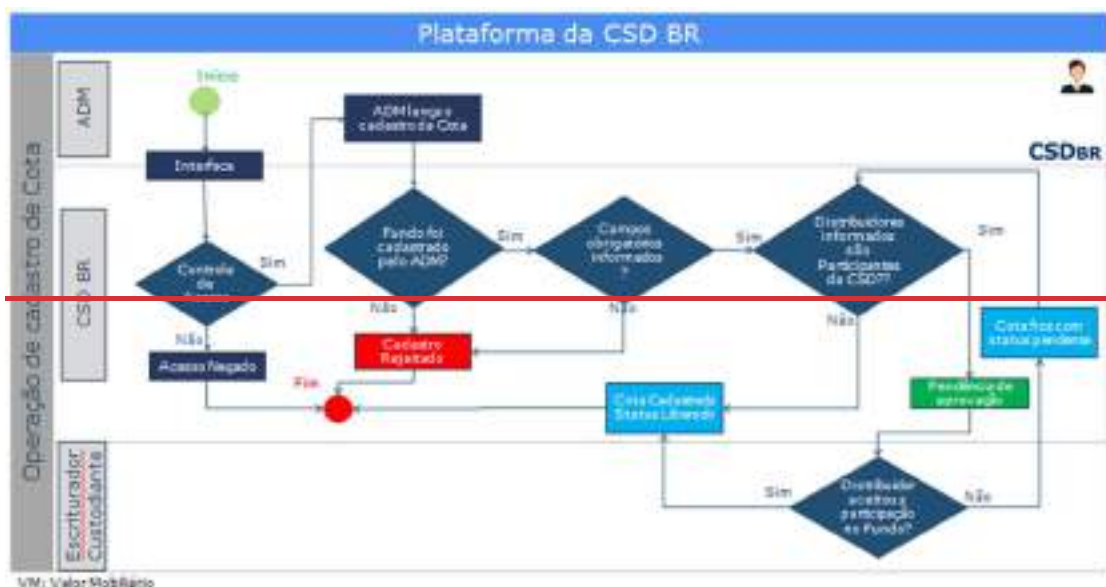 Plataforma da CSD BR
Operação de cadastro de Cota
ADM
Início
Interface
ADM lança o
cadastro da Cota
CSDBR
CSD BR
Controle
de
Sim
Fundo foi
cadastrado
pelo ADM?
Sim
Campos
obrigatórios
informados
?
Sim
Distribuidores
informados
são
Participantes
da CSD??
Sim
Não
Acesso Negado
Não
Cadastro
Rejeitado
Não
Não
Cota fica com
status pendente
Fim
Cota Cadastrada
Status Liberado
Pendência de
aprovação
Escriturador
Custodiante
Sim
Distribuidor
aceitou a
participação
no Fundo?
Não
VM: Valor Mobiliário